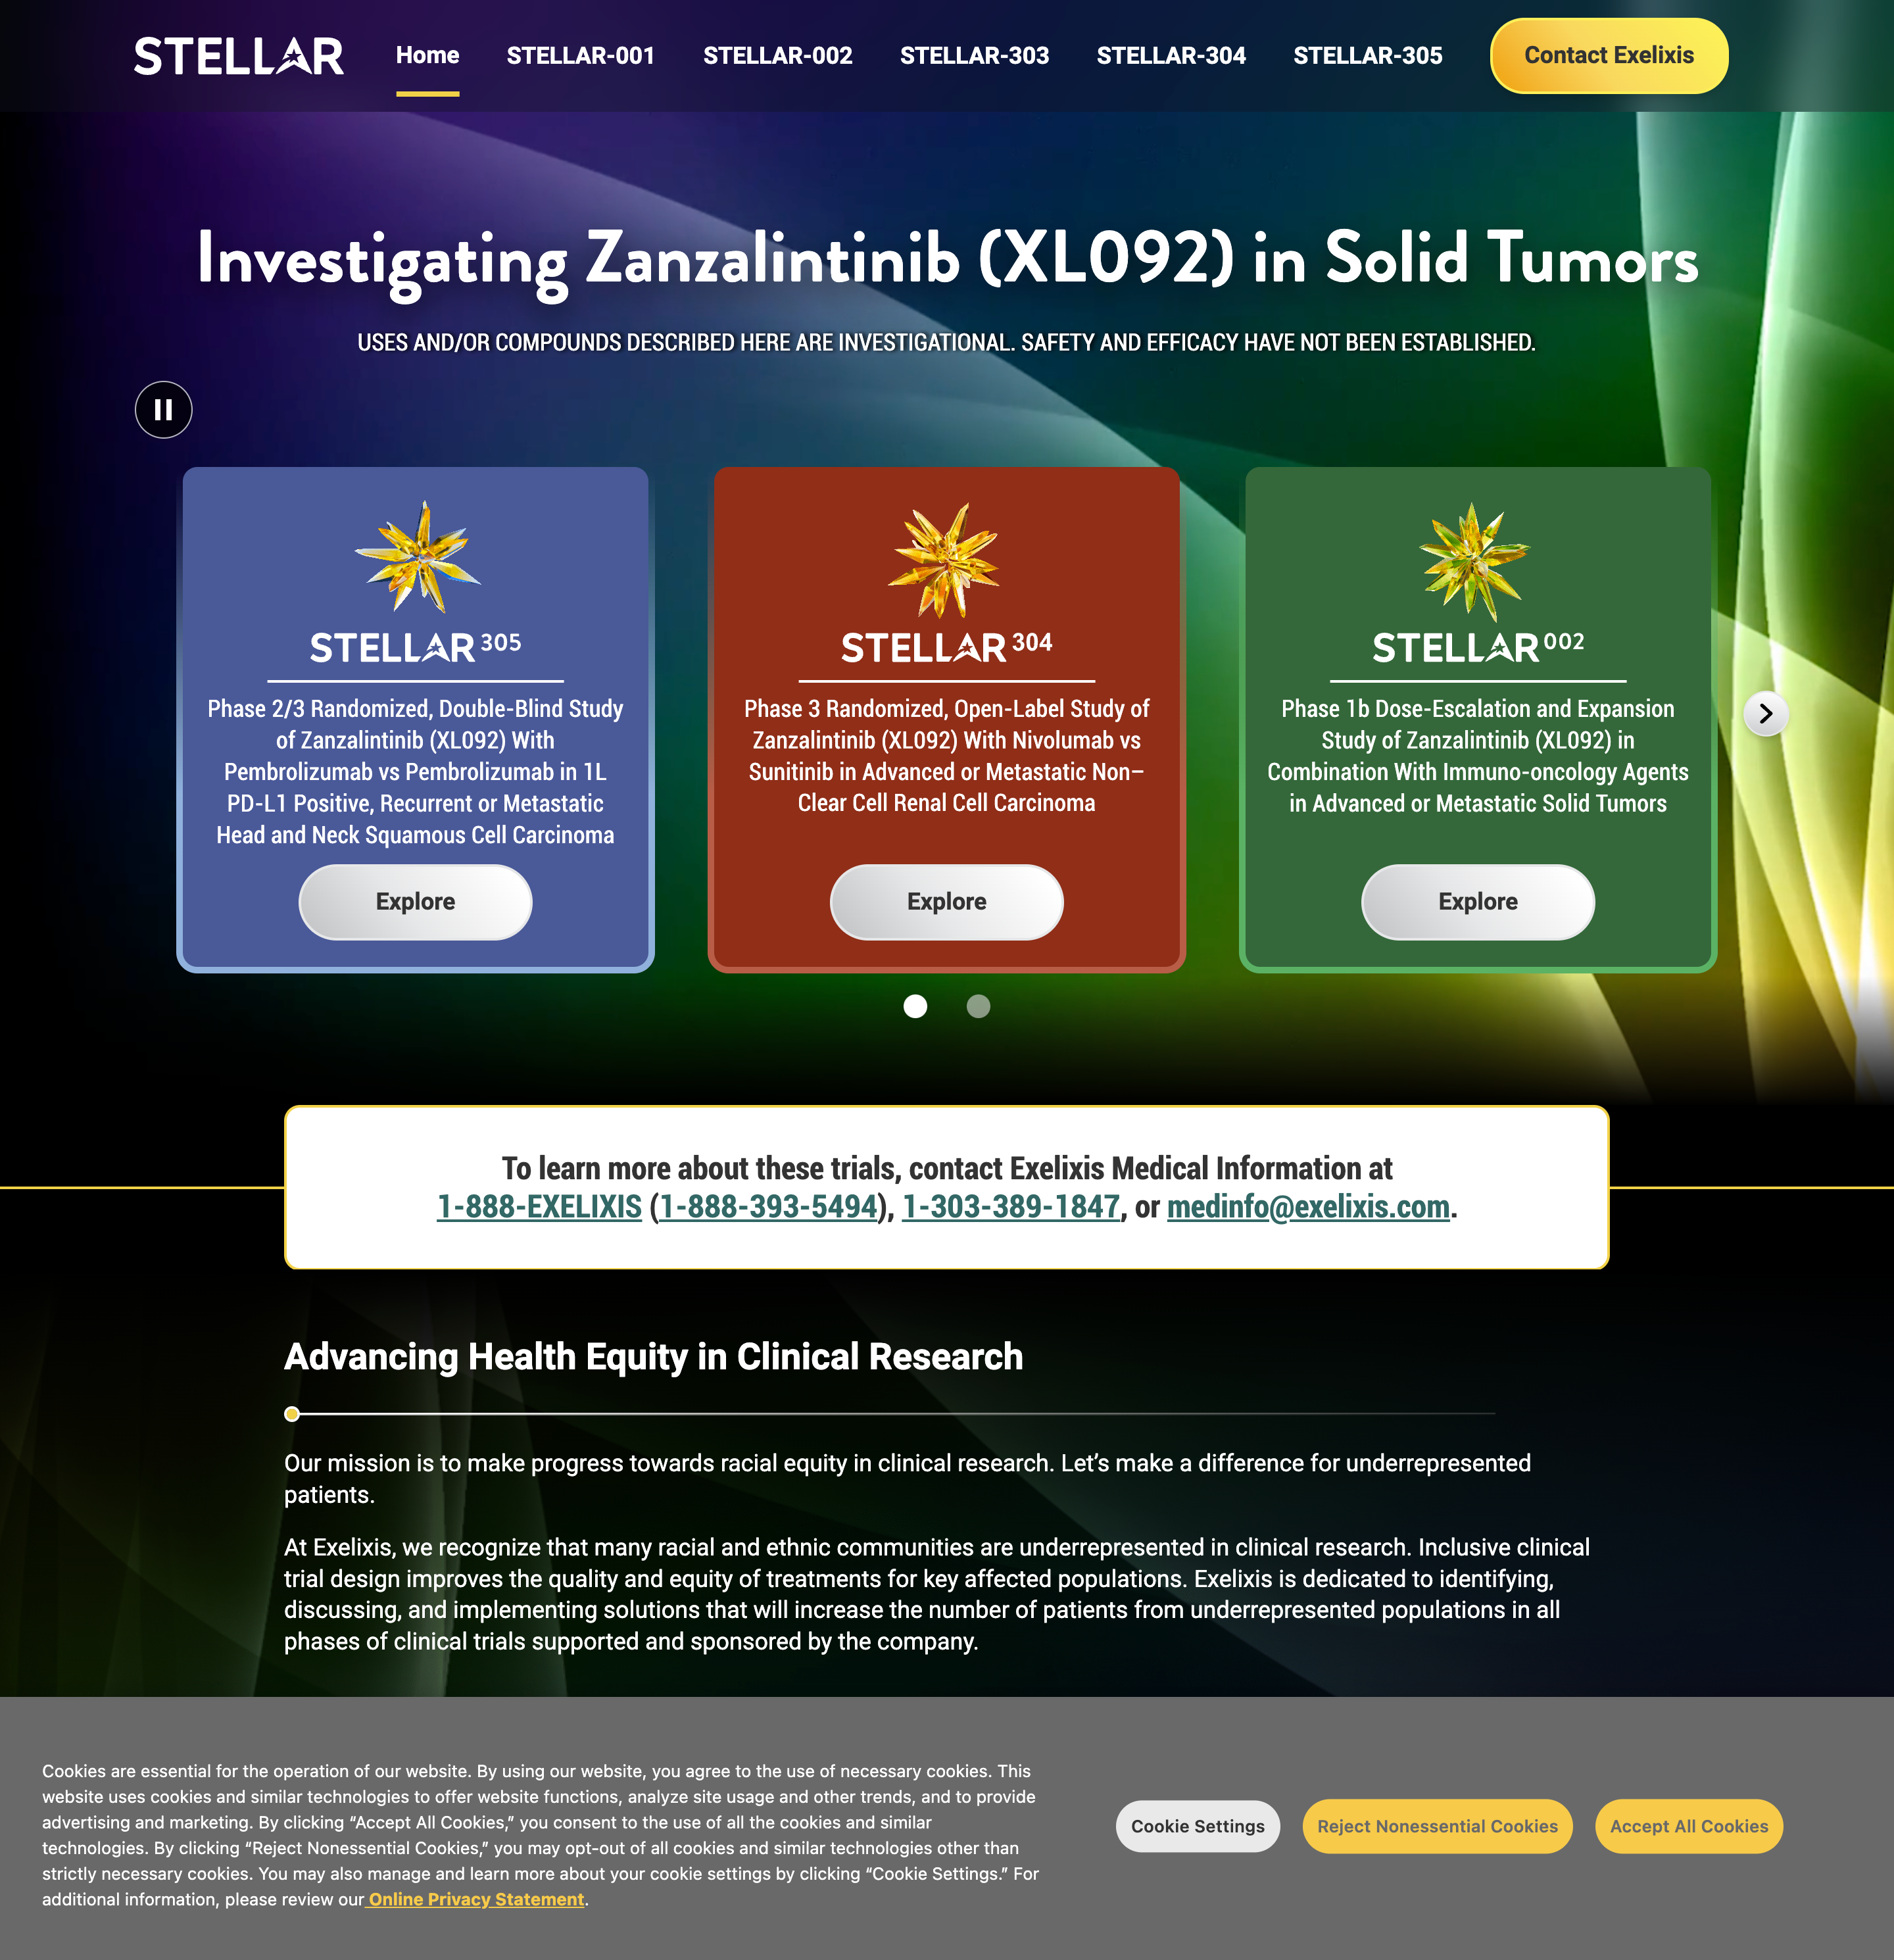 STELLAR
Home
STELLAR-001
STELLAR-002
STELLAR-303
STELLAR-304
STELLAR-305
Contact Exelixis
Investigating Zanzalintinib (XL092) in Solid Tumors
USES AND/OR COMPOUNDS DESCRIBED HERE ARE INVESTIGATIONAL. SAFETY AND EFFICACY HAVE NOT BEEN ESTABLISHED.
STELLAR 305
Phase 2/3 Randomized, Double-Blind Study
of Zanzalintinib (XL092) With
Pembrolizumab vs Pembrolizumab in 1L
PD-L1 Positive, Recurrent or Metastatic
Head and Neck Squamous Cell Carcinoma
Explore
STELLAR 304
Phase 3 Randomized, Open-Label Study of
Zanzalintinib (XL092) With Nivolumab vs
Sunitinib in Advanced or Metastatic Non–
Clear Cell Renal Cell Carcinoma
Explore
STELLAR 002
Phase 1b Dose-Escalation and Expansion
Study of Zanzalintinib (XL092) in
Combination With Immuno-oncology Agents
in Advanced or Metastatic Solid Tumors
Explore
To learn more about these trials, contact Exelixis Medical Information at
1-888-EXELIXIS (1-888-393-5494), 1-303-389-1847, or medinfo@exelixis.com.
Advancing Health Equity in Clinical Research
Our mission is to make progress towards racial equity in clinical research. Let’s make a difference for underrepresented
patients.
At Exelixis, we recognize that many racial and ethnic communities are underrepresented in clinical research. Inclusive clinical
trial design improves the quality and equity of treatments for key affected populations. Exelixis is dedicated to identifying,
discussing, and implementing solutions that will increase the number of patients from underrepresented populations in all
phases of clinical trials supported and sponsored by the company.
Cookies are essential for the operation of our website. By using our website, you agree to the use of necessary cookies. This
website uses cookies and similar technologies to offer website functions, analyze site usage and other trends, and to provide
advertising and marketing. By clicking “Accept All Cookies,” you consent to the use of all the cookies and similar
technologies. By clicking “Reject Nonessential Cookies,” you may opt-out of all cookies and similar technologies other than
strictly necessary cookies. You may also manage and learn more about your cookie settings by clicking “Cookie Settings.” For
additional information, please review our Online Privacy Statement.
Cookie Settings
Reject Nonessential Cookies
Accept All Cookies